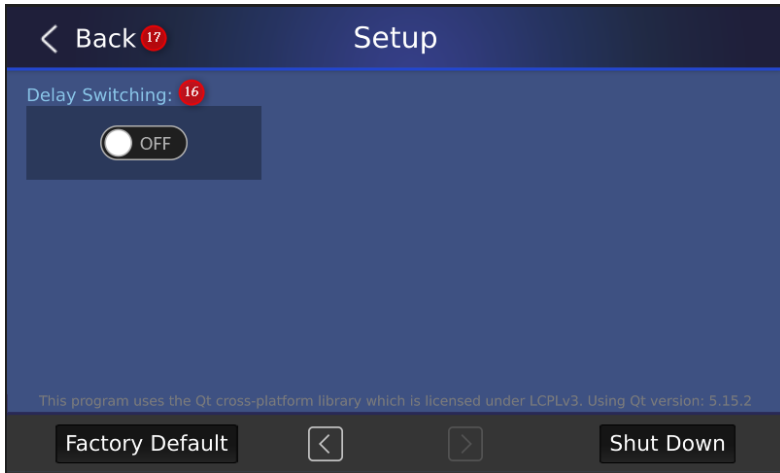 Back 17 Setup
Delay Switching: 16
OFF
This program uses the Qt cross-platform library which is licensed under LCPLv3. Using Qt version: 5.15.2
Factory Default < > Shut Down